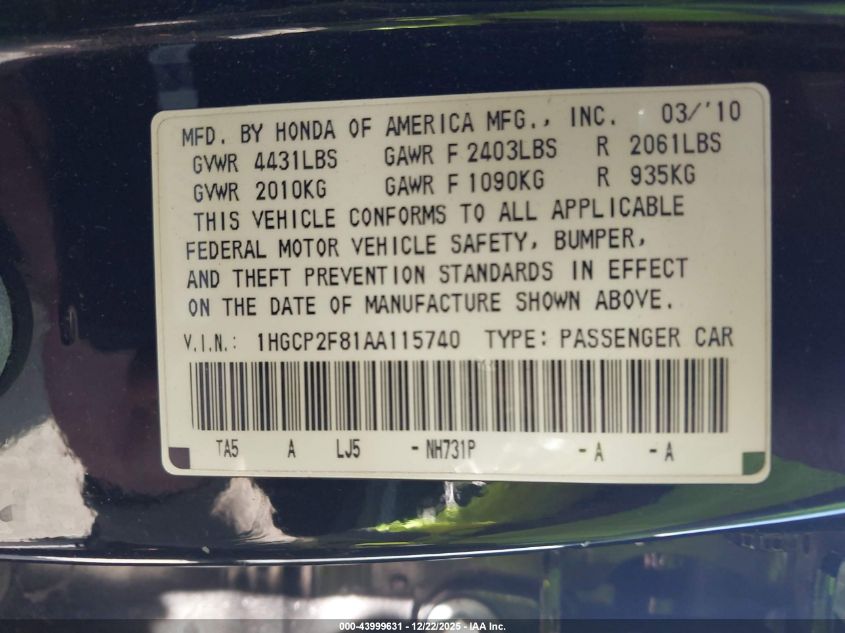 MFD. BY HONDA OF AMERICA MFG., INC. 03/'10
GVWR 4431LBS GAWR F 2403LBS R 2061LBS
GVWR 2010KG GAWR F 1090KG R 935KG
THIS VEHICLE CONFORMS TO ALL APPLICABLE
FEDERAL MOTOR VEHICLE SAFETY, BUMPER,
AND THEFT PREVENTION STANDARDS IN EFFECT
ON THE DATE OF MANUFACTURE SHOWN ABOVE.
V.I.N.: 1HGCP2F81AA115740 TYPE: PASSENGER CAR
TA5 A LJ5 -NH731P -A -A
000-43999631 - 12/22/2025 - IAA Inc.